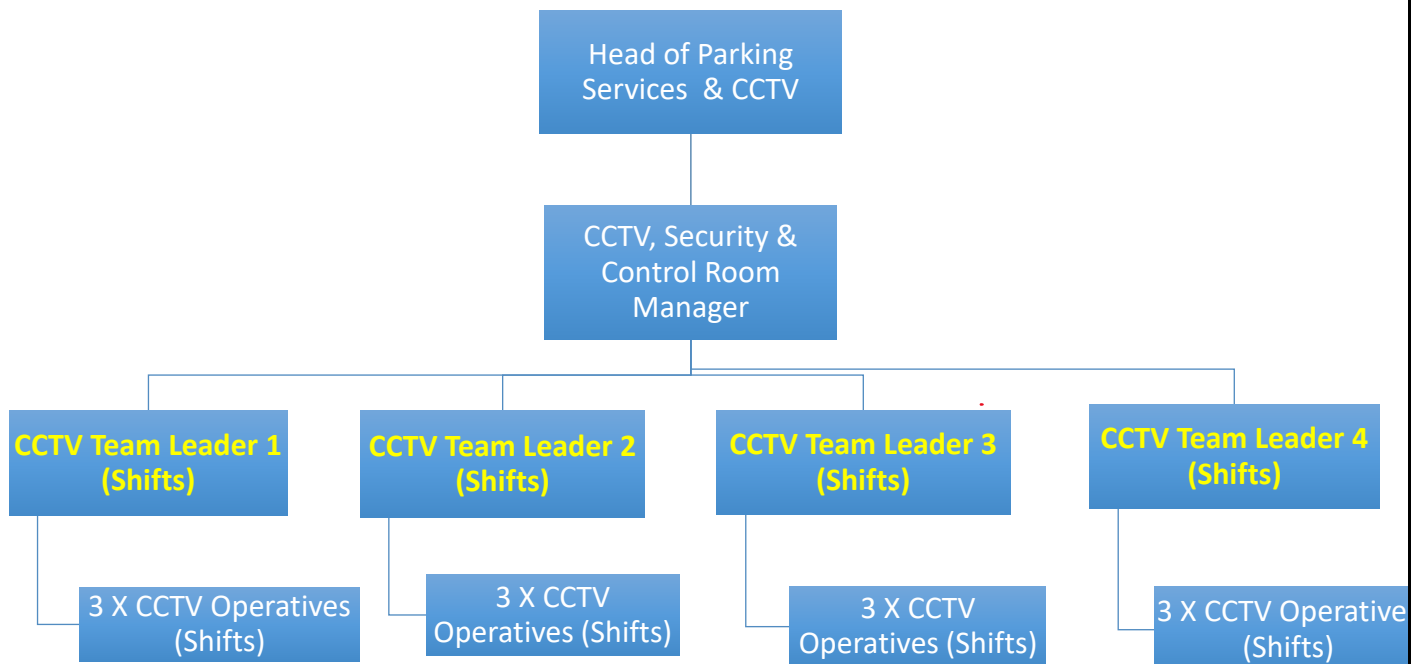 Head of Parking
Services & CCTV
CCTV, Security &
Control Room
Manager
CCTV Team Leader 1
(Shifts)
CCTV Team Leader 2
(Shifts)
CCTV Team Leader 3
(Shifts)
CCTV Team Leader 4
(Shifts)
3 X CCTV Operatives
(Shifts)
3 X CCTV
Operatives (Shifts)
3 X CCTV
Operatives (Shifts)
3 X CCTV Operative
(Shifts)